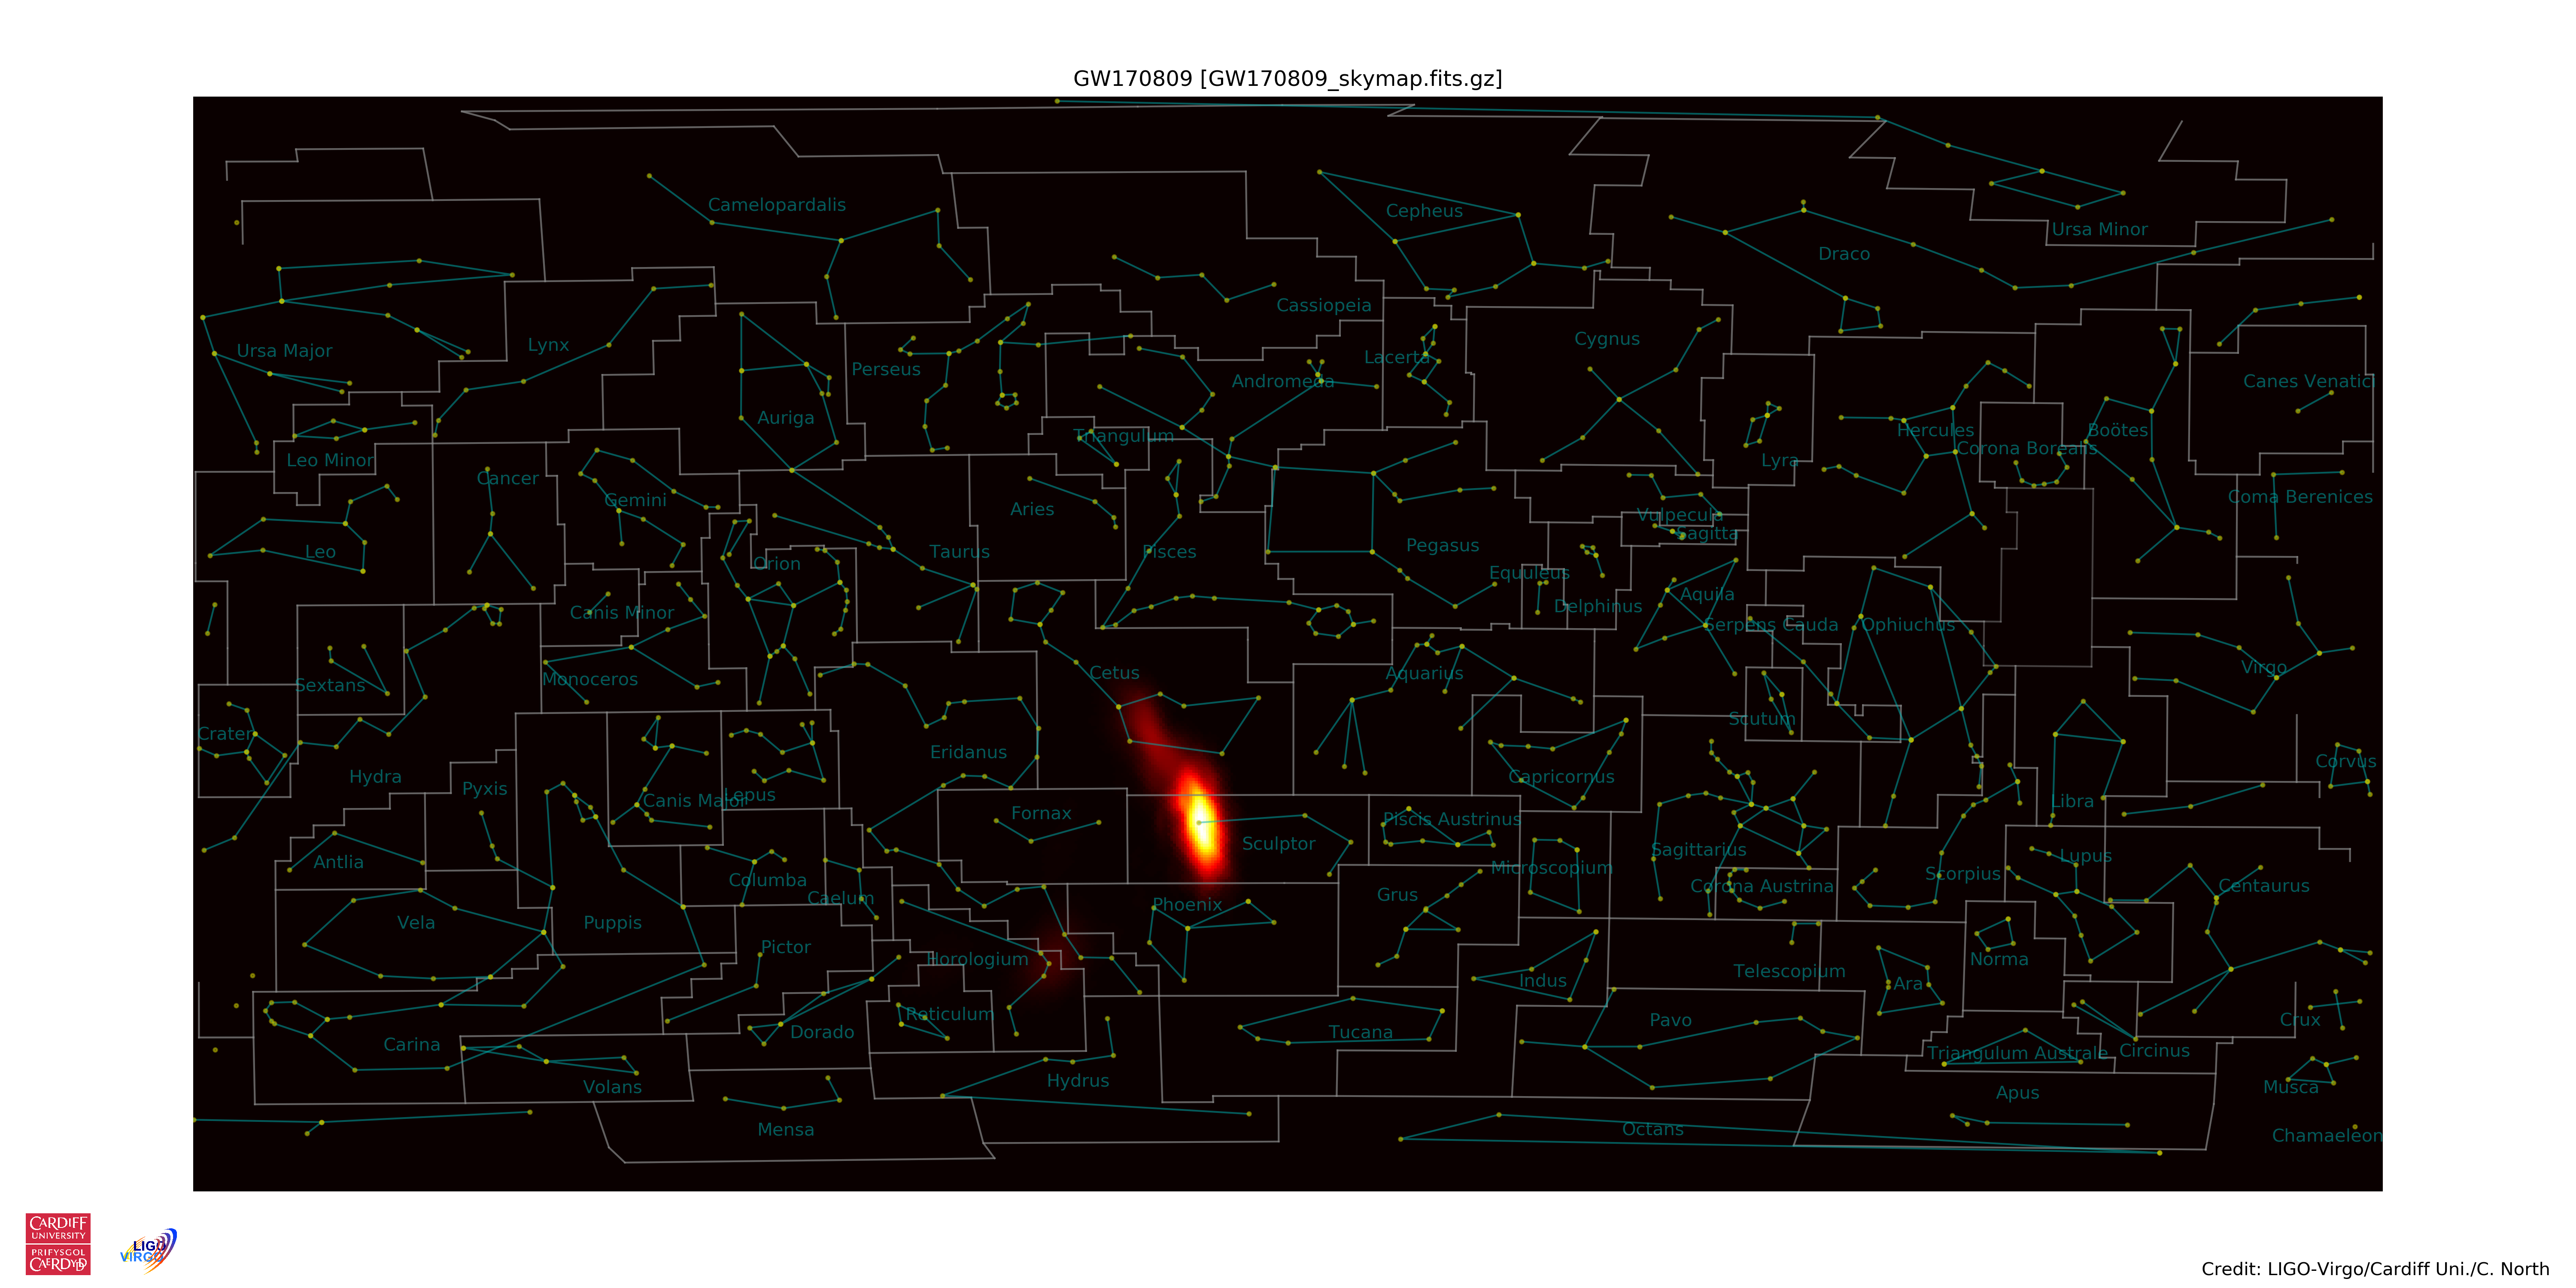 GW170809 [GW170809_skymap.fits.gz]
Camelopardalis
Cepheus
Ursa Minor
Draco
Cassiopeia
Ursa Major
Lynx
Perseus
Cygnus
Lacerta
Andromeda
Canes Venatici
Auriga
Triangulum
Hercules
Boötes
Corona Borealis
Leo Minor
Lyra
Cancer
Gemini
Aries
Coma Berenices
Vulpecula
Sagitta
Leo
Orion
Taurus
Pisces
Pegasus
Equuleus
Canis Minor
Delphinus
Aquila
Serpens Cauda
Ophiuchus
Sextans
Monoceros
Cetus
Aquarius
Virgo
Crater
Scutum
Eridanus
Hydra
Pyxis
Capricornus
Corvus
Canis Major
Lepus
Libra
Fornax
Piscis Austrinus
Sculptor
Antlia
Sagittarius
Lupus
Columba
Microscopium
Scorpius
Caelum
Corona Austrina
Centaurus
Vela
Puppis
Phoenix
Grus
Pictor
Horologium
Norma
Telescopium
Indus
Ara
Reticulum
Carina
Dorado
Tucana
Pavo
Crux
Triangulum Australe
Circinus
Volans
Hydrus
Apus
Musca
Mensa
Octans
Chamaeleon
CARDIFF
UNIVERSITY
PRIFYSGOL
CAERDYDD
LIGO
VIRGO
Credit: LIGO-Virgo/Cardiff Uni./C. North